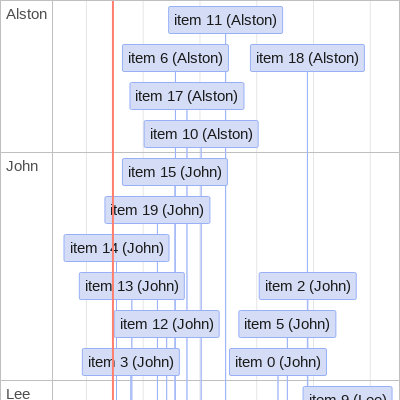 Alston
item 11 (Alston)
item 6 (Alston)
item 18 (Alston)
item 17 (Alston)
item 10 (Alston)
John
item 15 (John)
item 19 (John)
item 14 (John)
item 13 (John)
item 2 (John)
item 12 (John)
item 5 (John)
item 3 (John)
item 0 (John)
Lee
item 9 (Lee)